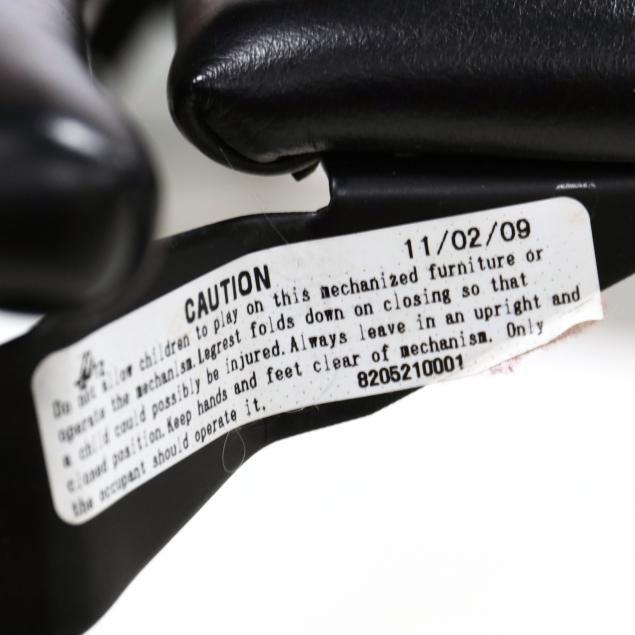 11/02/09
CAUTION
Do not allow children to play on this mechanized furniture or
operate the mechanism.Legrest folds down on closing so that
a child could possibly be injured.Always leave in an upright and
closed position.Keep hands and feet clear of mechanism. Only
the occupant should operate it.
8205210001